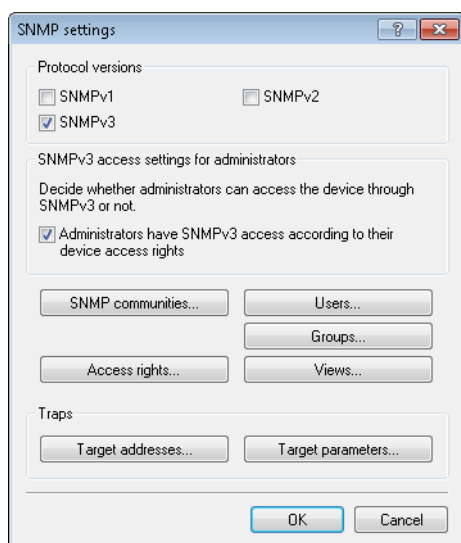 SNMP settings
Protocol versions
SNMPv1 SNMPv2
SNMPv3
SNMPv3 access settings for administrators
Decide whether administrators can access the device through
SNMPv3 or not.
Administrators have SNMPv3 access according to their
device access rights
SNMP communities... Users...
Groups...
Access rights... Views...
Traps
Target addresses... Target parameters...
OK Cancel